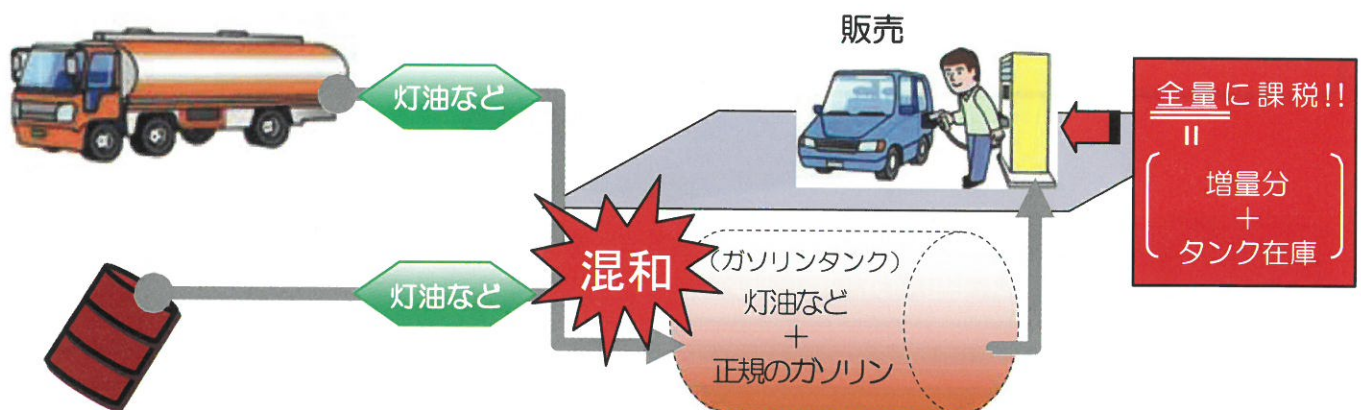 販売
灯油など
全量に課税!!
＝
増量分
＋
タンク在庫
混和
（ガソリンタンク）
灯油など
灯油など
＋
正規のガソリン